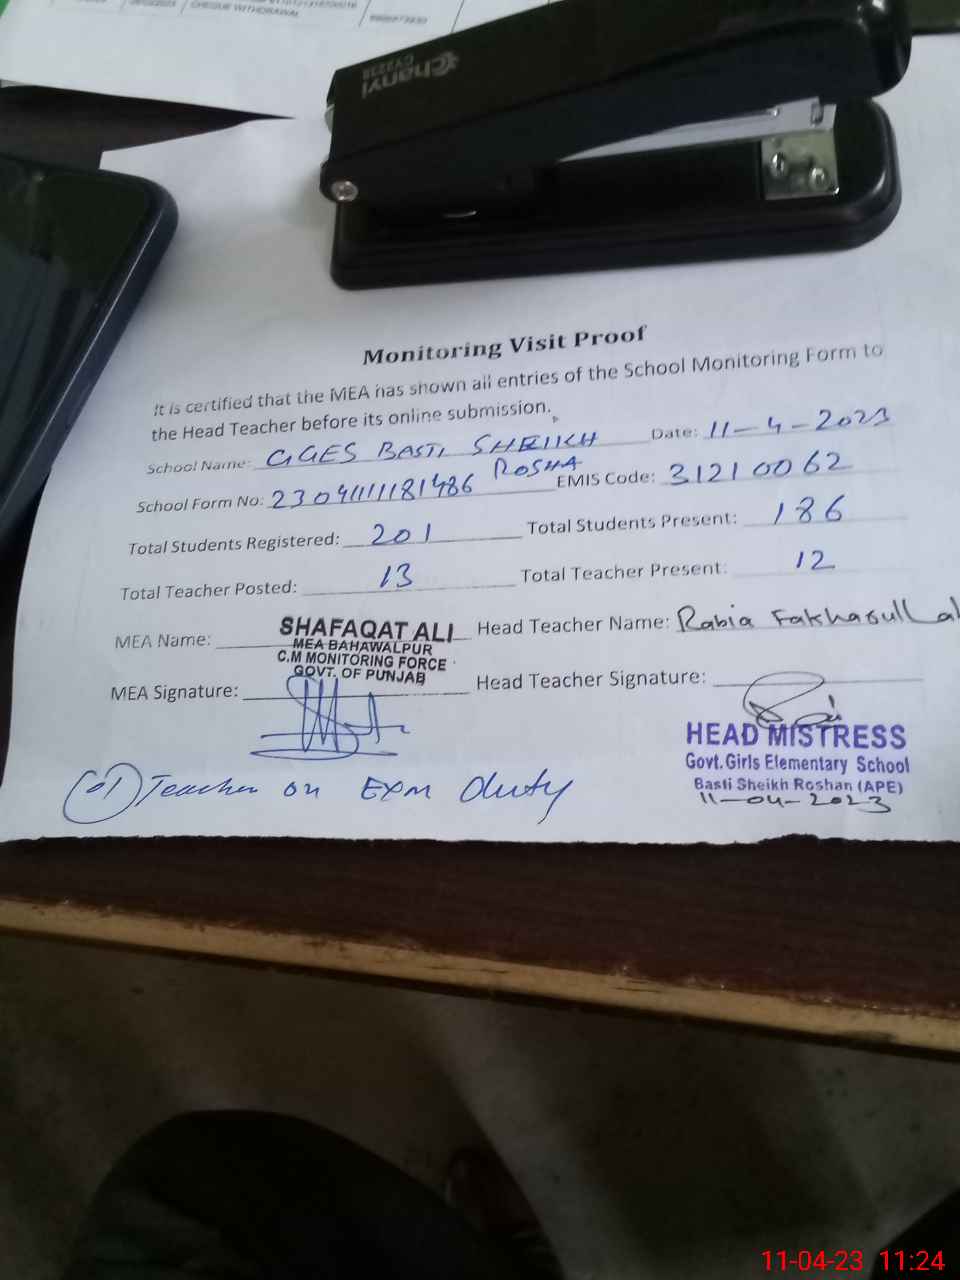 CHEQUE WITHDRAWAL
Chanyi
Monitoring Visit Proof
It is certified that the MEA has shown all entries of the School Monitoring Form to
the Head Teacher before its online submission.
School Name: GGES BASTI SHEIKH ROSHA Date: 11-4-2023
School Form No: 23041111181486 EMIS Code: 31210062
Total Students Registered: 201 Total Students Present: 186
Total Teacher Posted: 13 Total Teacher Present: 12
MEA Name: SHAFAQAT ALI Head Teacher Name: Rabia
MEA BAHAWALPUR
C.M MONITORING FORCE
GOVT. OF PUNJAB
MEA Signature: Head Teacher Signature:
HEAD MISTRESS
Govt. Girls Elementary School
Basti Sheikh Roshan (APE)
11-04-2023
(01) Teacher on EXM duty
11-04-23 11:24